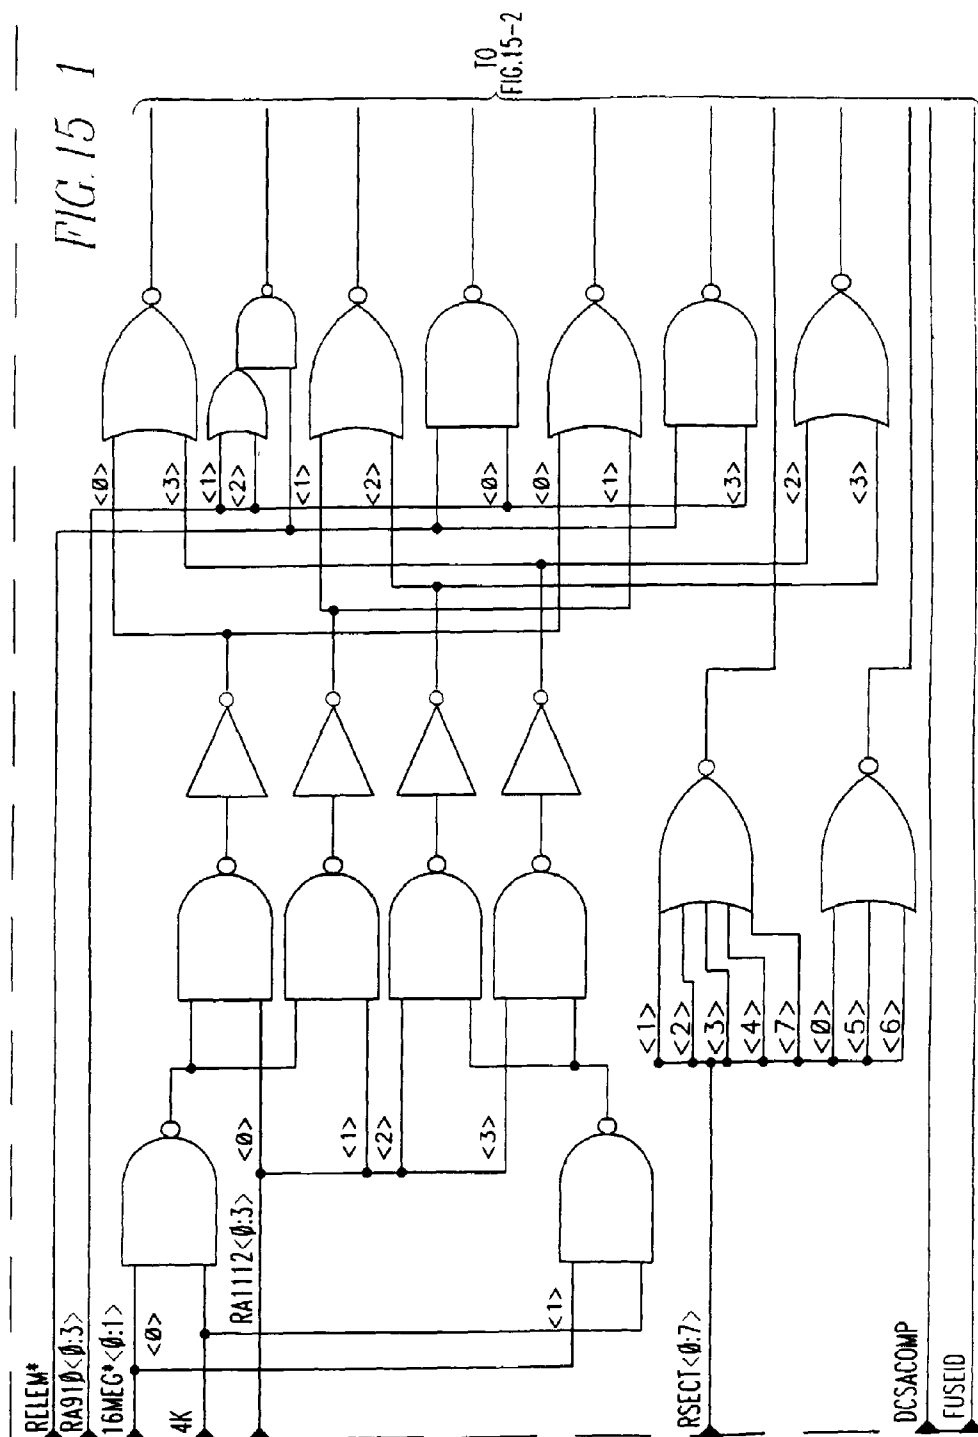 FIG. 15 1
TO
FIG.15-2
<0>
<3>
<1>
<2>
<1>
<2>
<0>
<0>
<1>
<3>
<2>
<3>
RELEM*
RA910<0:3>
16MEG*<0:1>
<0>
4K
RA1112<0:3>
<0>
<1>
<2>
<3>
<1>
RSECT<0:7>
<1>
<2>
<3>
<4>
<7>
<0>
<5>
<6>
DCSACOMP
FUSEID